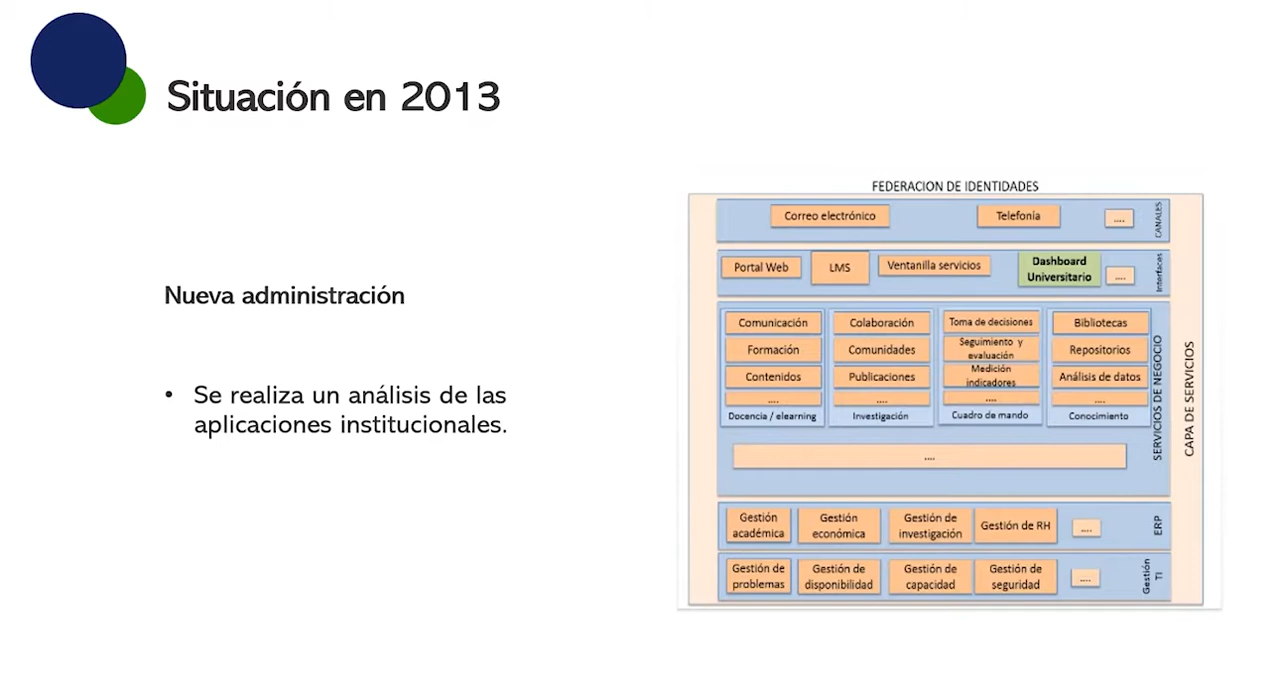 Situación en 2013
Nueva administración
• Se realiza un análisis de las
aplicaciones institucionales.
FEDERACION DE IDENTIDADES
Correo electrónico
Telefonía
....
CANALES
Portal Web
LMS
Ventanilla servicios
Dashboard
Universitario
....
Interfaces
Comunicación
Formación
Contenidos
....
Docencia / elearning
Colaboración
Comunidades
Publicaciones
....
Investigación
Toma de decisiones
Seguimiento y
evaluación
Medición
indicadores
....
Cuadro de mando
Bibliotecas
Repositorios
Análisis de datos
....
Conocimiento
....
SERVICIOS DE NEGOCIO
CAPA DE SERVICIOS
Gestión
académica
Gestión
económica
Gestión de
investigación
Gestión de RH
....
ERP
Gestión de
problemas
Gestión de
disponibilidad
Gestión de
capacidad
Gestión de
seguridad
....
Gestión
TI